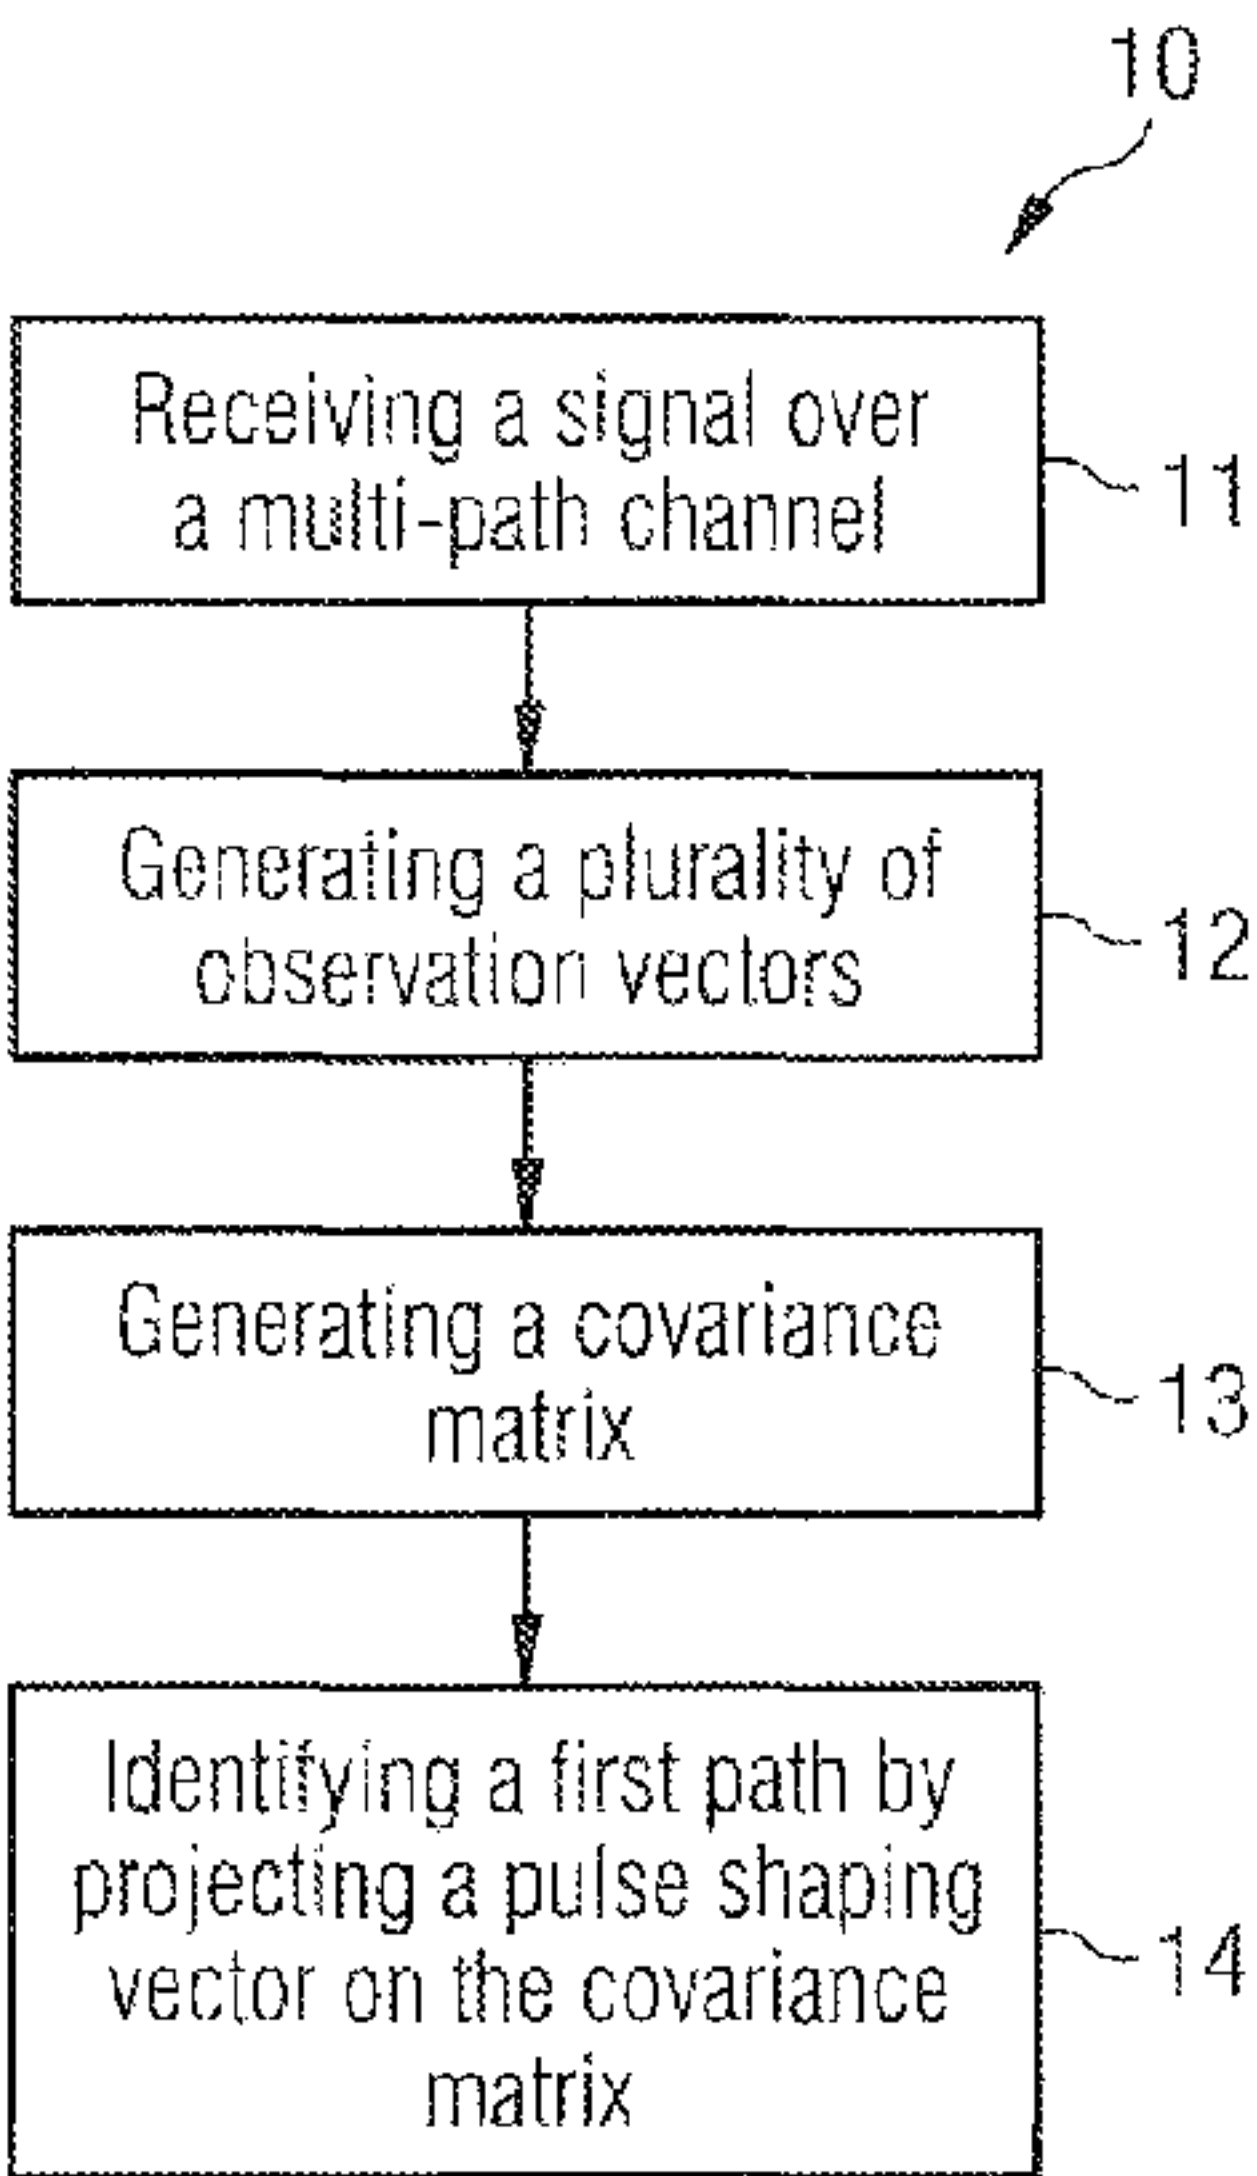 10
Receiving a signal over
a multi-path channel
11
Generating a plurality of
observation vectors
12
Generating a covariance
matrix
13
Identifying a first path by
projecting a pulse shaping
vector on the covariance
matrix
14